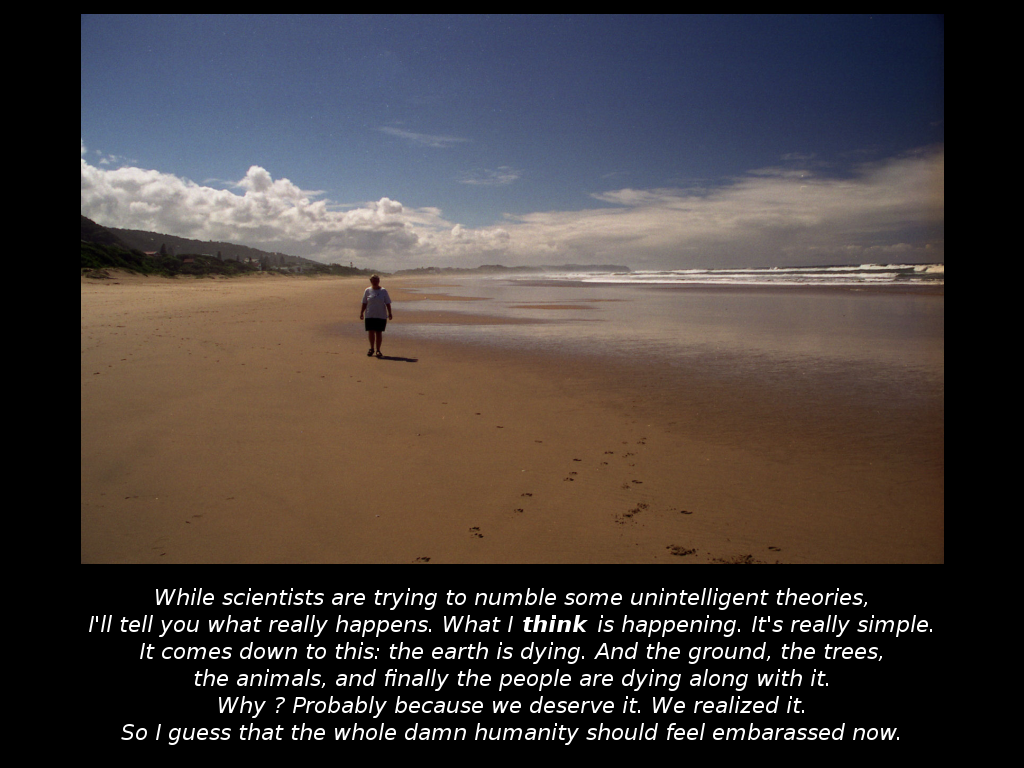 While scientists are trying to numble some unintelligent theories,
I'll tell you what really happens. What I think is happening. It's really simple.
It comes down to this: the earth is dying. And the ground, the trees,
the animals, and finally the people are dying along with it.
Why ? Probably because we deserve it. We realized it.
So I guess that the whole damn humanity should feel embarassed now.